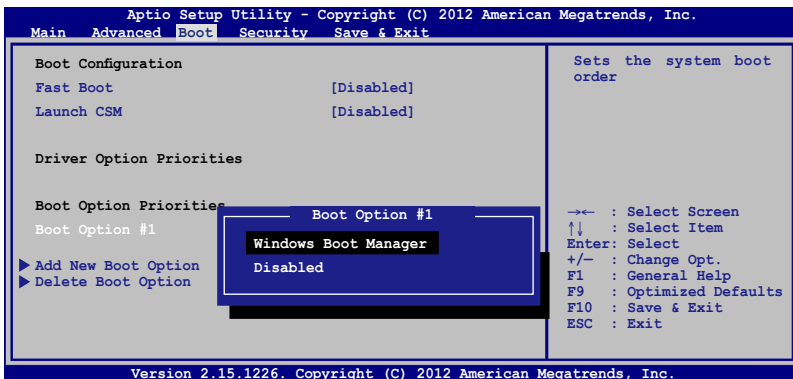 Aptio Setup Utility - Copyright (C) 2012 American Megatrends, Inc.
Main Advanced Boot Security Save & Exit
Boot Configuration
Fast Boot [Disabled]
Launch CSM [Disabled]
Driver Option Priorities
Boot Option Priorities
Boot Option #1
Add New Boot Option
Delete Boot Option
Boot Option #1
Windows Boot Manager
Disabled
Sets the system boot
order
→← : Select Screen
↑↓ : Select Item
Enter: Select
+/— : Change Opt.
F1 : General Help
F9 : Optimized Defaults
F10 : Save & Exit
ESC : Exit
Version 2.15.1226. Copyright (C) 2012 American Megatrends, Inc.